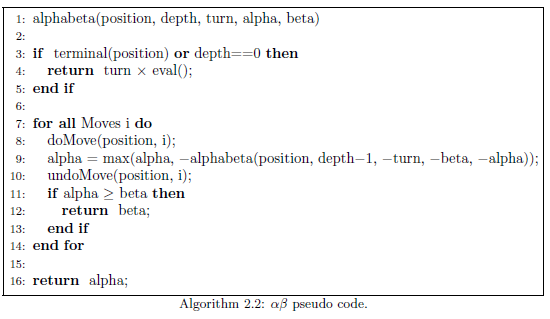 1: alphabeta(position, depth, turn, alpha, beta)
2:
3: if terminal(position) or depth==0 then
4: return turn × eval();
5: end if
6:
7: for all Moves i do
8: doMove(position, i);
9: alpha = max(alpha, −alphabeta(position, depth−1, −turn, −beta, −alpha));
10: undoMove(position, i);
11: if alpha ≥ beta then
12: return beta;
13: end if
14: end for
15:
16: return alpha;
Algorithm 2.2: αβ pseudo code.